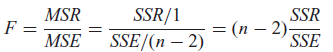 F = MSR/MSE = SSR/1 / SSE/(n − 2) = (n − 2) SSR/SSE